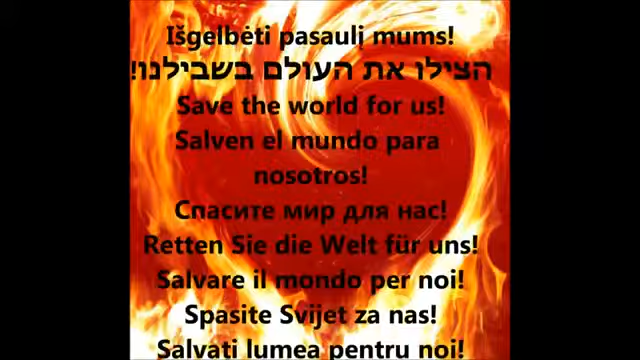 Išgelbėti pasaulį mums!
הצילו את העולם בשבילנו!
Save the world for us!
Salven el mundo para
nosotros!
Спасите мир для нас!
Retten Sie die Welt für uns!
Salvare il mondo per noi!
Spasite Svijet za nas!
Salvati lumea pentru noi!